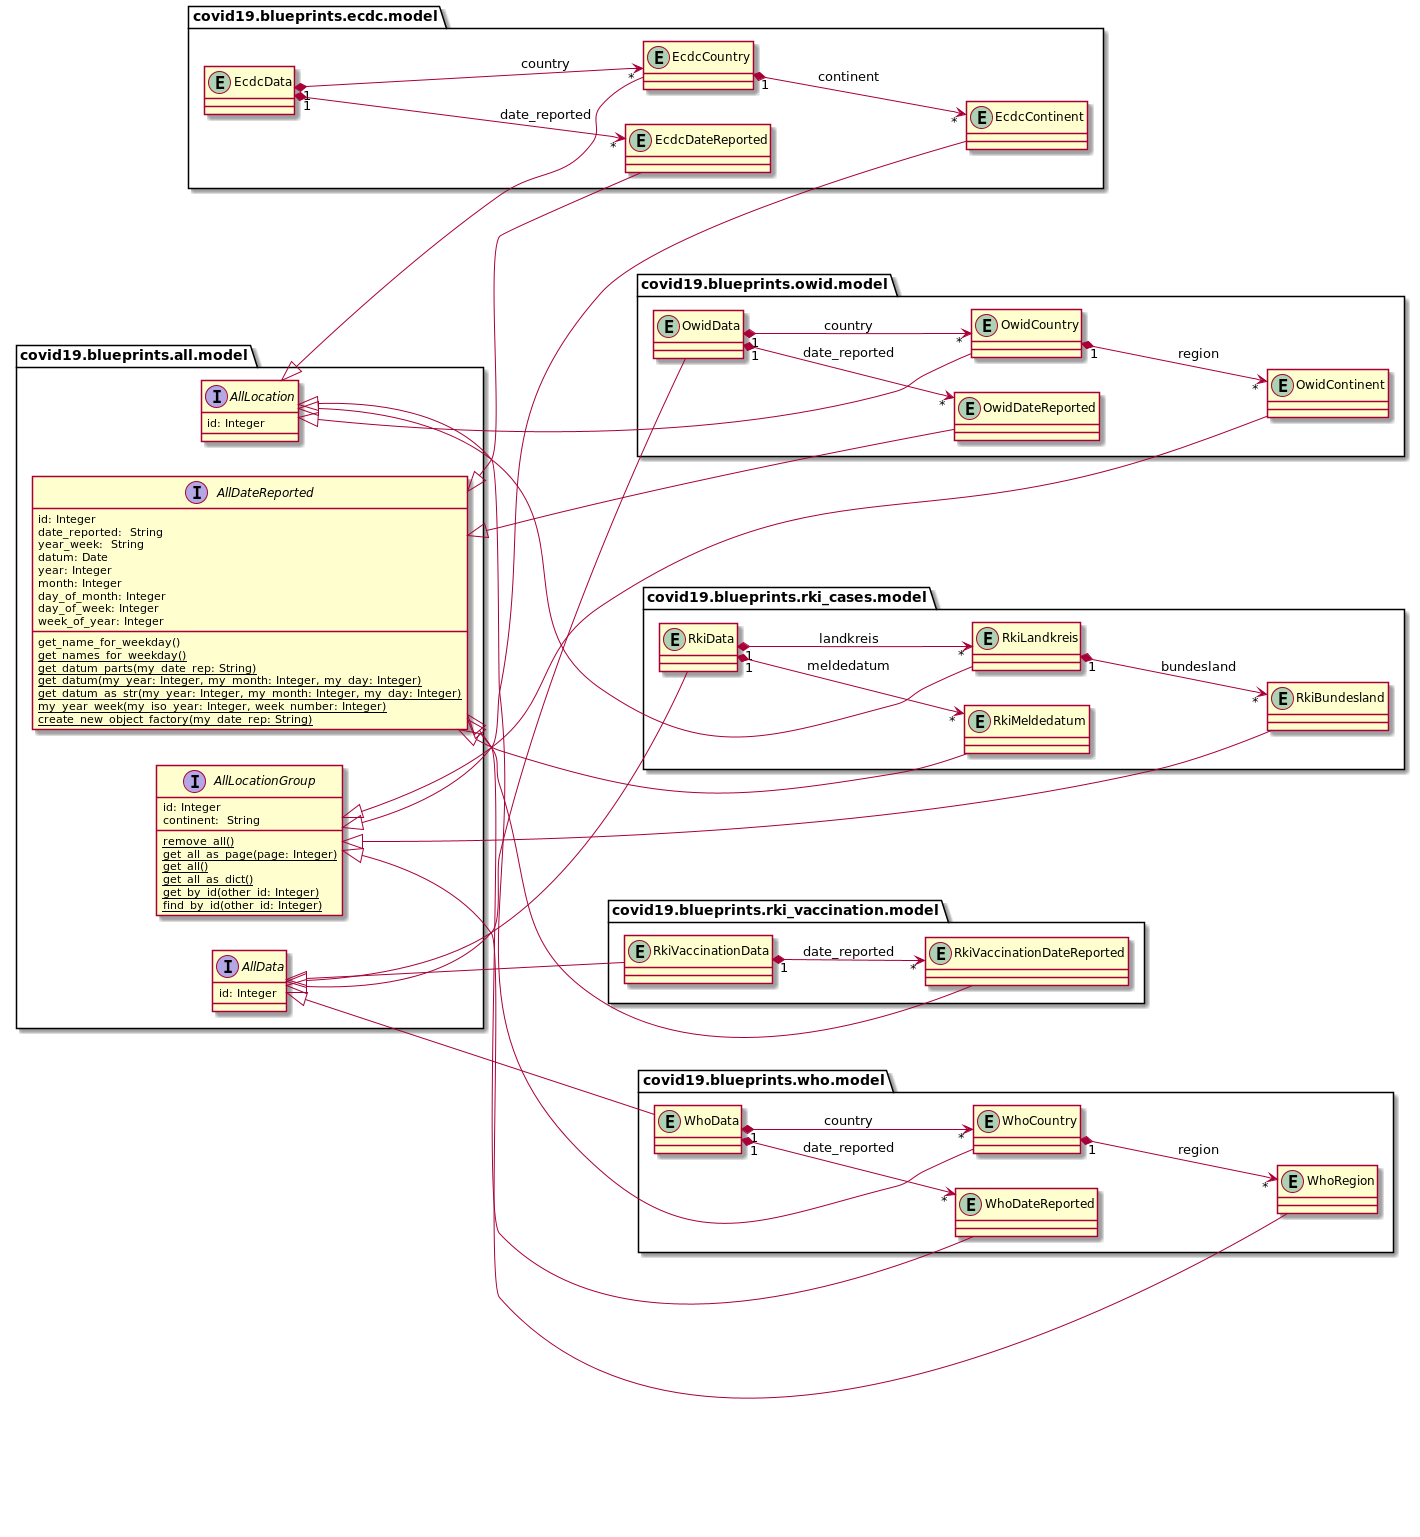 covid19.blueprints.ecdc.model
E EcdcData
E EcdcCountry
E EcdcContinent
E EcdcDateReported
country
1
*
date_reported
1
*
continent
1
*
covid19.blueprints.owid.model
E OwidData
E OwidCountry
E OwidContinent
E OwidDateReported
country
1
*
date_reported
1
*
region
1
*
covid19.blueprints.all.model
I AllLocation
id: Integer
I AllDateReported
id: Integer
date_reported: String
year_week: String
datum: Date
year: Integer
month: Integer
day_of_month: Integer
day_of_week: Integer
week_of_year: Integer
get_name_for_weekday()
get_names_for_weekday()
get_datum_parts(my_date_rep: String)
get_datum(my_year: Integer, my_month: Integer, my_day: Integer)
get_datum_as_str(my_year: Integer, my_month: Integer, my_day: Integer)
my_year_week(my_iso_year: Integer, week_number: Integer)
create_new_object_factory(my_date_rep: String)
I AllLocationGroup
id: Integer
continent: String
remove_all()
get_all_as_page(page: Integer)
get_all()
get_all_as_dict()
get_by_id(other_id: Integer)
find_by_id(other_id: Integer)
I AllData
id: Integer
covid19.blueprints.rki_cases.model
E RkiData
E RkiLandkreis
E RkiBundesland
E RkiMeldedatum
landkreis
1
*
meldedatum
1
*
bundesland
1
*
covid19.blueprints.rki_vaccination.model
E RkiVaccinationData
E RkiVaccinationDateReported
date_reported
1
*
covid19.blueprints.who.model
E WhoData
E WhoCountry
E WhoRegion
E WhoDateReported
country
1
*
date_reported
1
*
region
1
*